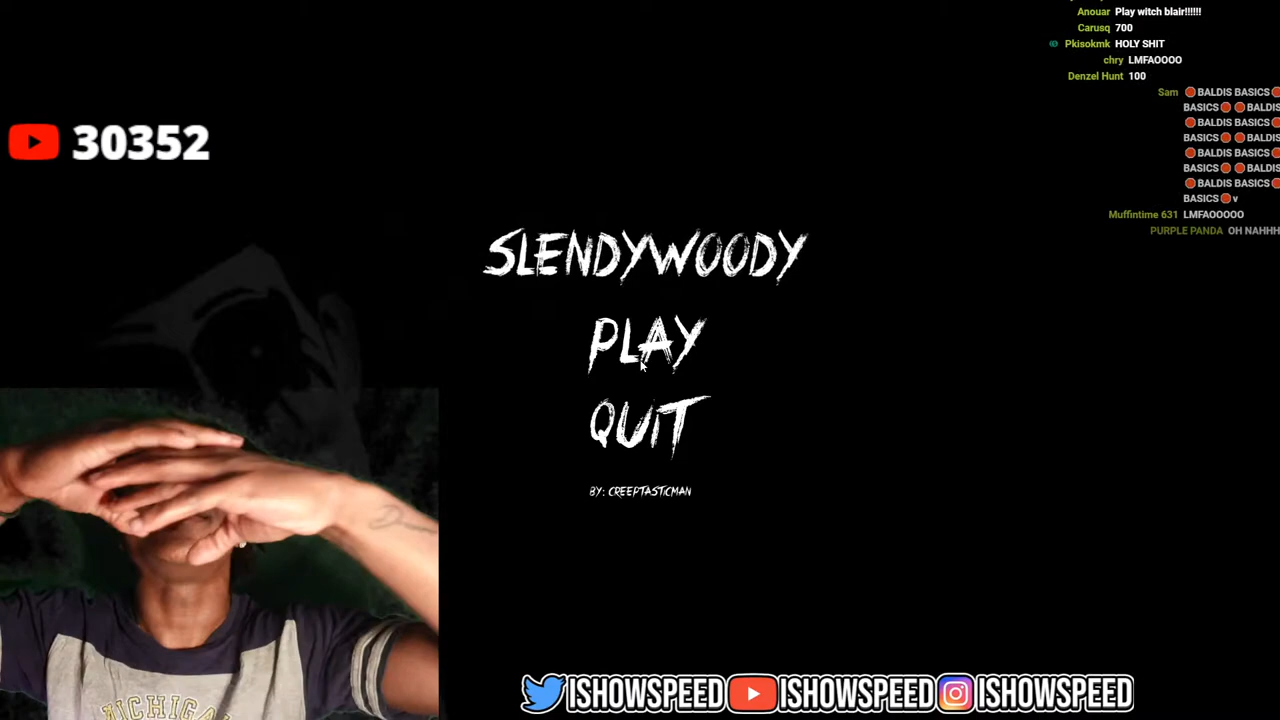 Anouar Play witch blair!!!!!!
Carusq 700
Pkisokmk HOLY SHIT
chry LMFAOOOO
Denzel Hunt 100
Sam BALDIS BASICS
BASICS BALDIS
BALDIS BASICS
BASICS BALDIS
BALDIS BASICS
BASICS BALDIS
BALDIS BASICS
BASICS v
Muffintime 631 LMFAOOOOO
PURPLE PANDA OH NAHHH
30352
SLENDYWOODY
PLAY
QUIT
BY: CREEPTASTICMAN
MICHIGA
ISHOWSPEED ISHOWSPEED ISHOWSPEED